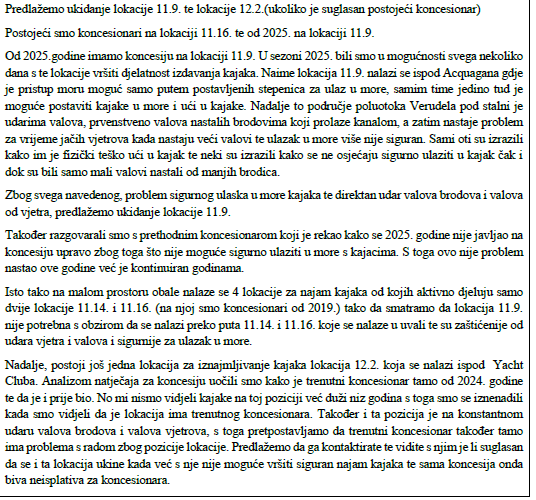 Predlažemo ukidanje lokacije 11.9. te lokacije 12.2.(ukoliko je suglasan postojeći koncesionar)
Postojeći smo koncesionari na lokaciji 11.16. te od 2025. na lokaciji 11.9.
Od 2025.godine imamo koncesiju na lokaciji 11.9. U sezoni 2025. bili smo u mogućnosti svega nekoliko
dana s te lokacije vršiti djelatnost izdavanja kajaka. Naime lokacija 11.9. nalazi se ispod Acquagana gdje
je pristup moru moguć samo putem postavljenih stepenica za ulaz u more, samim time jedino tud je
moguće postaviti kajake u more i ući u kajake. Nadalje to područje poluotoka Verudela pod stalni je
udarima valova, prvenstveno valova nastalih brodovima koji prolaze kanalom, a zatim nastaje problem
za vrijeme jačih vjetrova kada nastaju veći valovi te ulazak u more više nije siguran. Sami oti su izrazili
kako im je fizički teško ući u kajak te neki su izrazili kako se ne osjećaju sigurno ulaziti u kajak čak i
dok su bili samo mali valovi nastali od manjih brodica.
Zbog svega navedenog, problem sigurnog ulaska u more kajaka te direktan udar valova brodova i valova
od vjetra, predlažemo ukidanje lokacije 11.9.
Također razgovarali smo s prethodnim koncesionarom koji je rekao kako se 2025. godine nije javljao na
koncesiju upravo zbog toga što nije moguće sigurno ulaziti u more s kajacima. S toga ovo nije problem
nastao ove godine već je kontinuiran godinama.
Isto tako na malom prostoru obale nalaze se 4 lokacije za najam kajaka od kojih aktivno djeluju samo
dvije lokacije 11.14. i 11.16. (na njoj smo koncesionari od 2019.) tako da smatramo da lokacija 11.9.
nije potrebna s obzirom da se nalazi preko puta 11.14. i 11.16. koje se nalaze u uvali te su zaštićenije od
udara vjetra i valova i sigurnije za ulazak u more.
Nadalje, postoji još jedna lokacija za iznajmljivanje kajaka lokacija 12.2. koja se nalazi ispod Yacht
Cluba. Analizom natječaja za koncesiju uočili smo kako je trenutni koncesionar tamo od 2024. godine
te da je i prije bio. No mi nismo vidjeli kajake na toj poziciji već duži niz godina s toga smo se iznenadili
kada smo vidjeli da je lokacija ima trenutnog koncesionara. Također i ta pozicija je na konstantnom
udaru valova brodova i valova vjetrova, s toga pretpostavljamo da trenutni koncesionar također tamo
ima problema s radom zbog pozicije lokacije. Predlažemo da ga kontaktirate te vidite s njim je li suglasan
da se i ta lokacija ukine kada već s nje nije moguće vršiti siguran najam kajaka te sama koncesija onda
biva neisplativa za koncesionara.